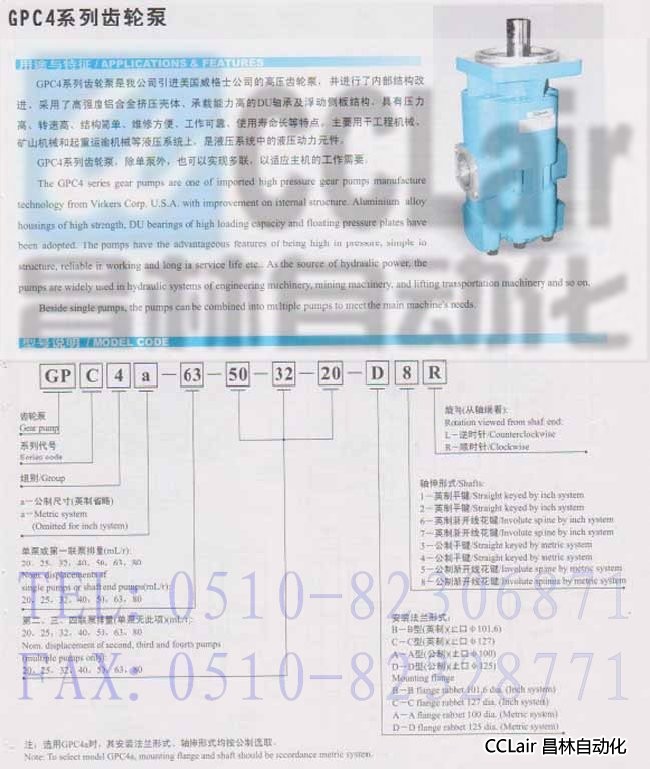 GPC4系列齿轮泵
用途与特征 / APPLICATIONS & FEATURES
GPC4系列齿轮泵是我公司引进美国威格士公司的高压齿轮泵，并进行了内部结构改
进，采用了高强度铝合金挤压壳体、承载能力高的DU轴承及浮动侧板结构，具有压力
高、转速高、结构简单、维修方便、工作可靠、使用寿命长等特点，主要用于工程机械、
矿山机械和起重运输机械等液压系统上，是液压系统中的液压动力元件。
GPC4系列齿轮泵，除单泵外，也可以实现多联，以适应主机的工作需要。
The GPC4 series gear pumps are one of imported high pressure gear pumps manufacture
technology from Vickers Corp. U.S.A. with improvement on internal structure. Aluminium alloy
housings of high strength, DU bearings of high loading capacity and floating pressure plates have
been adopted. The pumps have the advantageous features of being high in pressure, simple in
structure, reliable in working and long in service life etc.. As the source of hydraulic power, the
pumps are widely used in hydraulic systems of engineering machinery, mining machinery, and lifting transportation machinery and so on.
Beside single pumps, the pumps can be combined into multiple pumps to meet the main machine's needs.
CCLair
昌林自动化
型号说明 / MODEL CODE
GP C 4 a - 63 - 50 - 32 - 20 - D 8 R
齿轮泵
Gear pump
系列代号
Series code
组别/Group
a－公制尺寸(英制省略)
a－Metric system
(Omitted for inch system)
单泵或第一联泵排量(mL/r):
20、25、32、40、50、63、80
displacements of
single pumps or shaft end pumps(mL/r):
20、25、32、40、50、63、80
第二、三、四联泵排量(单泵无此项)(mL/r):
20、25、32、40、50、63、80
Nom. displacement of second, third and fourts pumps
(multiple pumps only)
20、25、32、40、50、63、80
旋向(从轴端看):
Rotation viewed from shaf end:
L－逆时针/Counterclockwise
R－顺时针/Clockwise
轴伸形式/Shafts:
1－英制平键/Straight keyed by inch system
2－英制平键/Straight keyed by inch system
6－英制渐开线花键/Involute spine by inch system
7－英制渐开线花键/Involute spine by inch system
3－公制平键/Straight keyed by metric system
4－公制平键/Straight keyed by metric system
5－公制渐开线花键/Involute spine by metric system
8－公制渐开线花键/Involute spines by metric system
安装法兰形式:
B－B型(英制)(止口φ101.6)
C－C型(英制)(止口φ127)
A－A型(公制)(止口φ100)
D－D型(公制)(止口φ125)
Mounting flange
B－B flange rabbet 101.6 dia. (Inch system)
C－C flange rabbet 127 dia. (Inch system)
A－A flange rabbet 100 dia. (Metric system)
D－D flange rabbet 125 dia. (Metric system)
TEL: 0510-82306871
FAX: 0510-82328771
注：选用GPC4a时，其安装法兰形式、轴伸形式均按公制选取。
Note: To select model GPC4a, mounting flange and shaft should be accordance metric system.
CCLair 昌林自动化